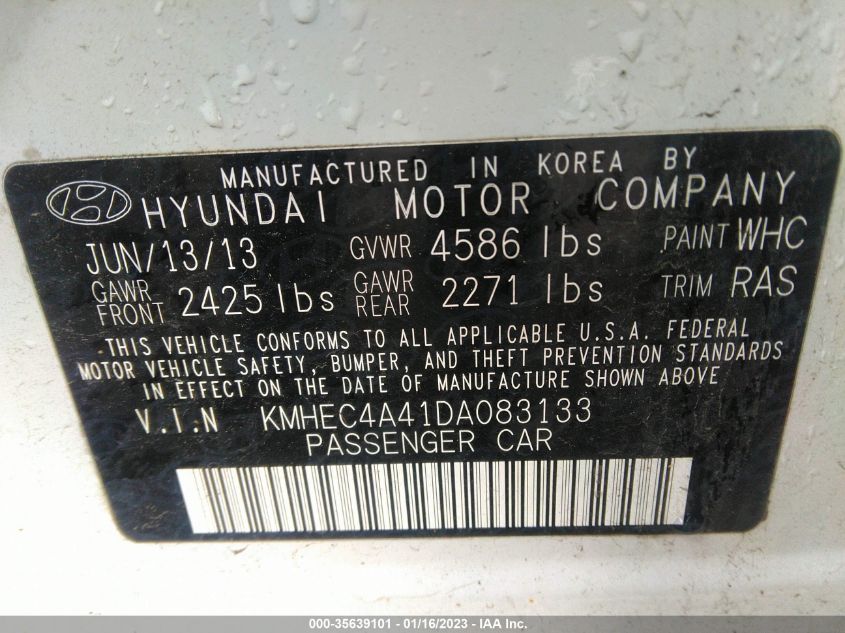 MANUFACTURED IN KOREA BY
HYUNDAI MOTOR COMPANY
JUN/13/13 GVWR 4586 lbs PAINT WHC
GAWR FRONT 2425 lbs GAWR REAR 2271 lbs TRIM RAS
THIS VEHICLE CONFORMS TO ALL APPLICABLE U.S.A. FEDERAL
MOTOR VEHICLE SAFETY, BUMPER, AND THEFT PREVENTION STANDARDS
IN EFFECT ON THE DATE OF MANUFACTURE SHOWN ABOVE
V.I.N KMHEC4A41DA083133
PASSENGER CAR
000-35639101 - 01/16/2023 - IAA Inc.